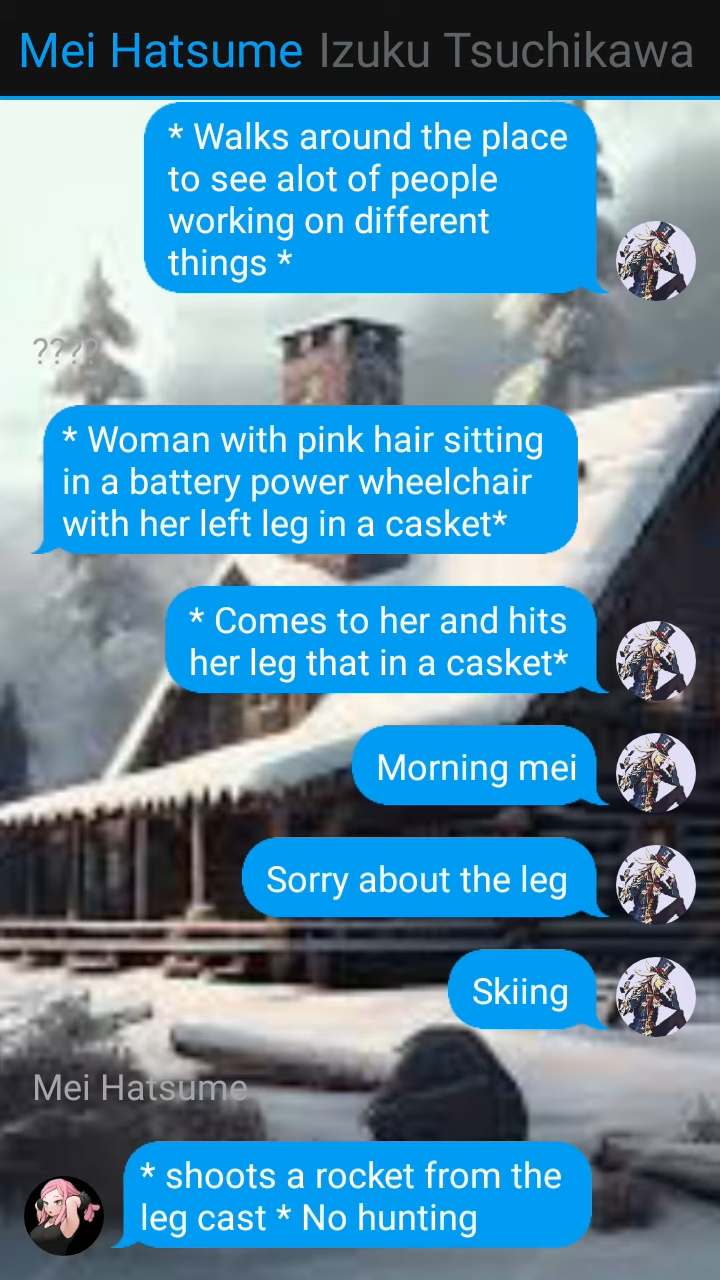 Mei Hatsume Izuku Tsuchikawa
* Walks around the place
to see alot of people
working on different
things *
????
* Woman with pink hair sitting
in a battery power wheelchair
with her left leg in a casket*
* Comes to her and hits
her leg that in a casket*
Morning mei
Sorry about the leg
Skiing
Mei Hatsume
* shoots a rocket from the
leg cast * No hunting